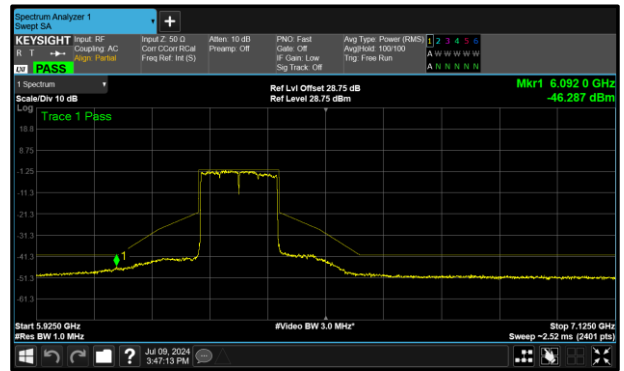 Spectrum Analyzer 1
Swept SA
KEYSIGHT
R T
LXI PASS
Input: RF
Coupling: AC
Align: Partial
Input Z: 50 Ω
Corr CCorr RCal
Freq Ref: Int (S)
Atten: 10 dB
Preamp: Off
PNO: Fast
Gate: Off
IF Gain: Low
Sig Track: Off
Avg Type: Power (RMS)
Avg|Hold: 100/100
Trig: Free Run
1 2 3 4 5 6
A W W W W W
A N N N N N
1 Spectrum
Scale/Div 10 dB
Ref Lvl Offset 28.75 dB
Ref Level 28.75 dBm
Mkr1 6.092 0 GHz
-46.287 dBm
Log
Trace 1 Pass
18.8
8.75
-1.25
-11.3
-21.3
-31.3
-41.3
-51.3
-61.3
1
Start 5.9250 GHz
#Res BW 1.0 MHz
#Video BW 3.0 MHz*
Stop 7.1250 GHz
Sweep ~2.52 ms (2401 pts)
?
Jul 09, 2024
3:47:13 PM